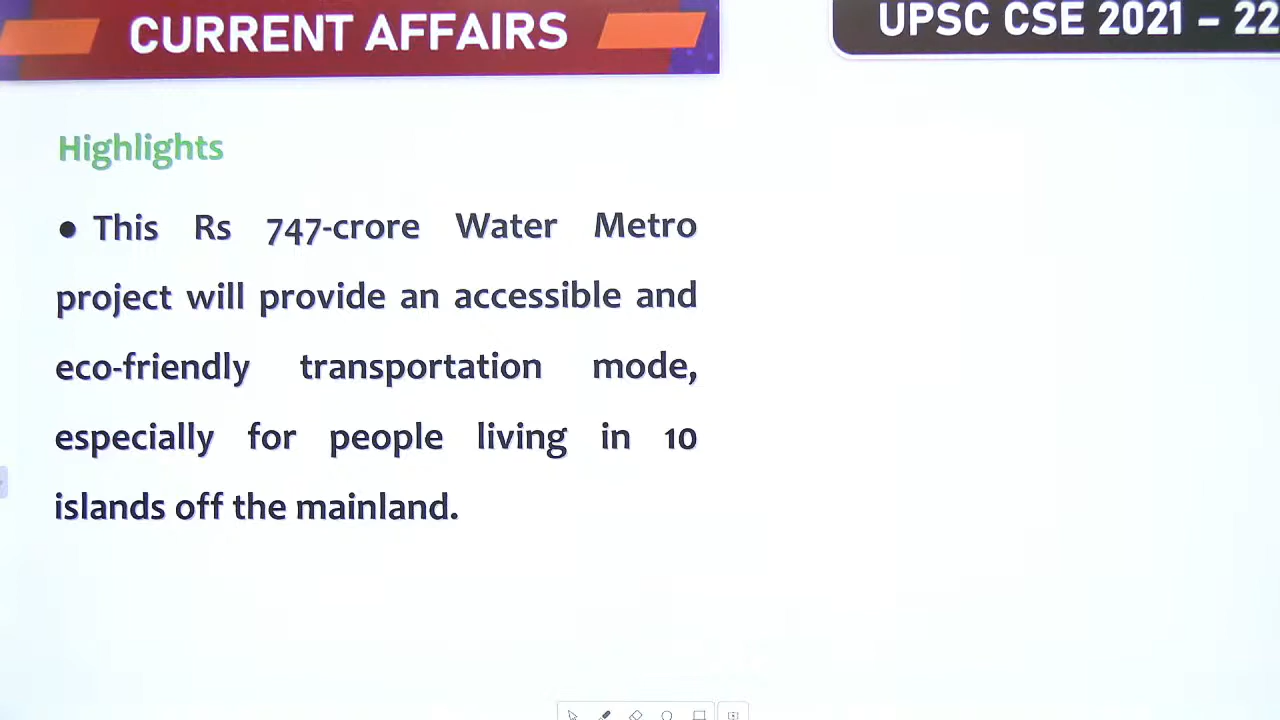 CURRENT AFFAIRS
UPSC CSE 2021 – 22
Highlights
● This Rs 747-crore Water Metro
project will provide an accessible and
eco-friendly transportation mode,
especially for people living in 10
islands off the mainland.